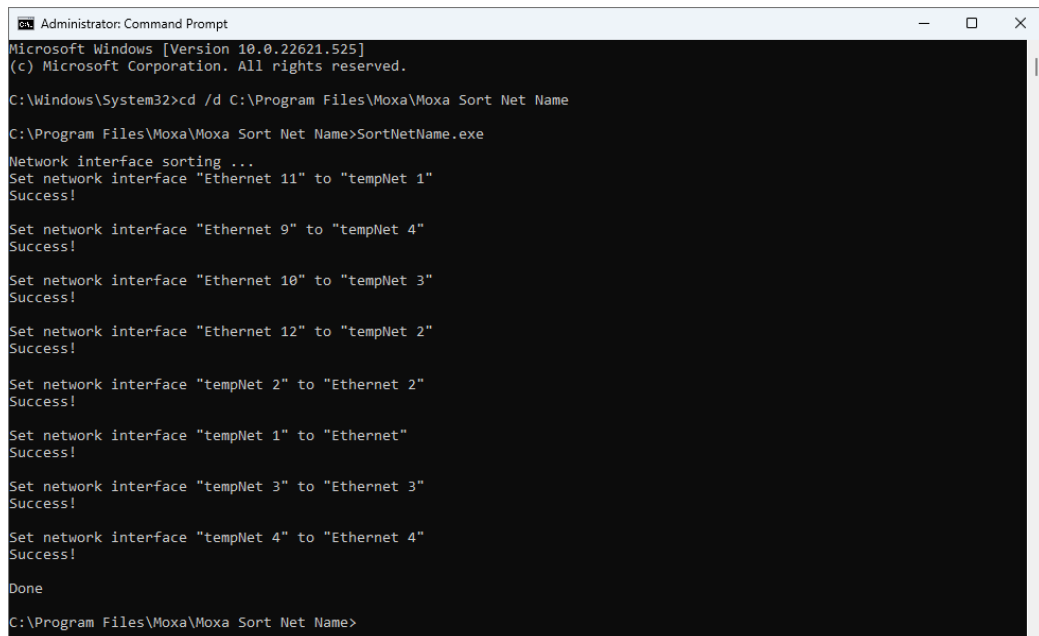 Administrator: Command Prompt
Microsoft Windows [Version 10.0.22621.525]
(c) Microsoft Corporation. All rights reserved.
C:\Windows\System32>cd /d C:\Program Files\Moxa\Moxa Sort Net Name
C:\Program Files\Moxa\Moxa Sort Net Name>SortNetName.exe
Network interface sorting ...
Set network interface "Ethernet 11" to "tempNet 1"
Success!
Set network interface "Ethernet 9" to "tempNet 4"
Success!
Set network interface "Ethernet 10" to "tempNet 3"
Success!
Set network interface "Ethernet 12" to "tempNet 2"
Success!
Set network interface "tempNet 2" to "Ethernet 2"
Success!
Set network interface "tempNet 1" to "Ethernet"
Success!
Set network interface "tempNet 3" to "Ethernet 3"
Success!
Set network interface "tempNet 4" to "Ethernet 4"
Success!
Done
C:\Program Files\Moxa\Moxa Sort Net Name>